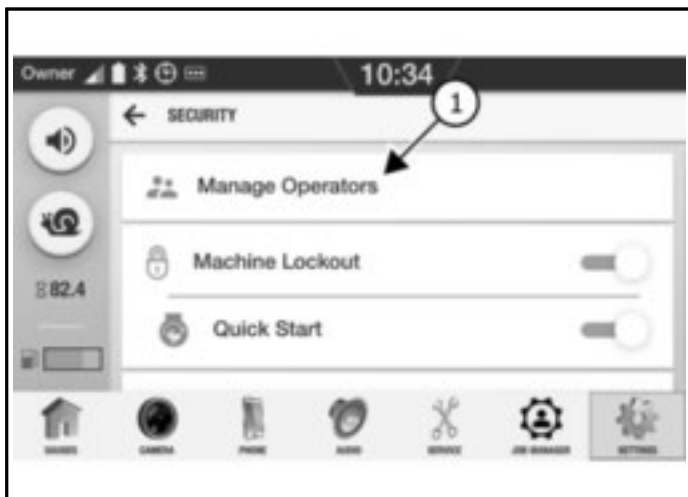 Owner 10:34
1
SECURITY
Manage Operators
Machine Lockout
82.4
Quick Start
GAUGES CAMERA PHONE AUDIO SERVICE JOB MANAGER SETTINGS